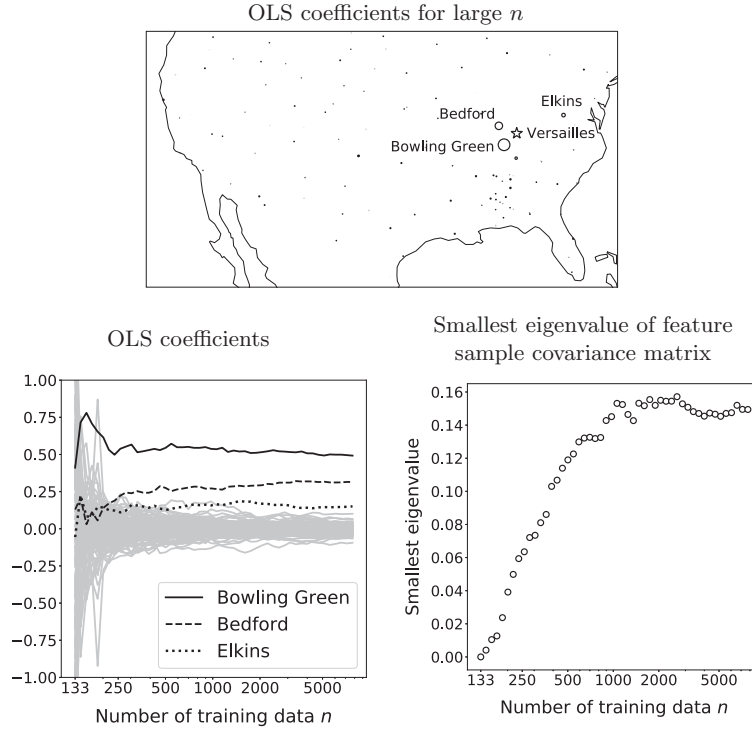 OLS coefficients for large n
Elkins
Bedford
Versailles
Bowling Green
OLS coefficients
1.00
0.75
0.50
0.25
0.00
−0.25
−0.50
−0.75
−1.00
Bowling Green
Bedford
Elkins
133 250 500 1000 2000 5000
Number of training data n
Smallest eigenvalue of feature
sample covariance matrix
0.16
0.14
0.12
0.10
0.08
0.06
0.04
0.02
0.00
Smallest eigenvalue
133 250 500 1000 2000 5000
Number of training data n